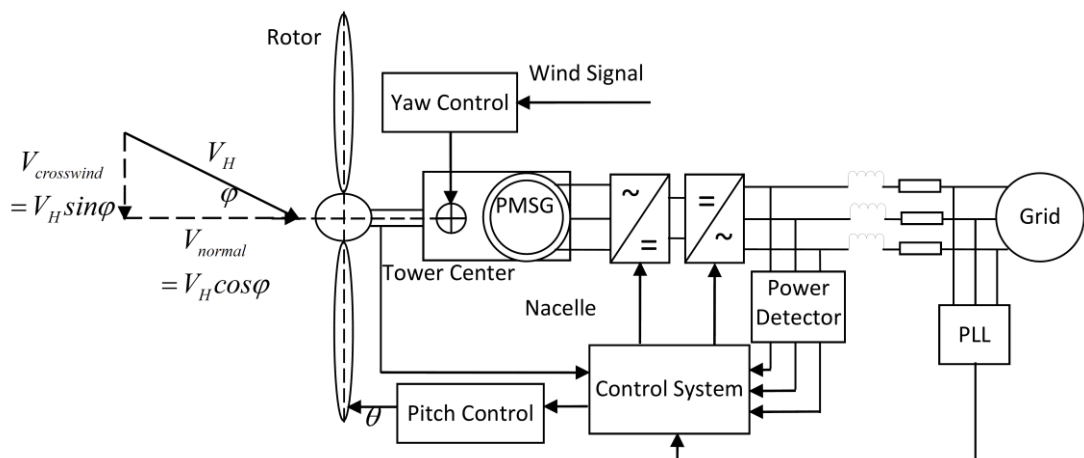 Rotor
Wind Signal
Yaw Control
V_H
V_crosswind
φ
= V_H sinφ
PMSG
~
=
=
~
Grid
V_normal
Tower Center
= V_H cosφ
Nacelle
Power
Detector
PLL
Control System
θ
Pitch Control